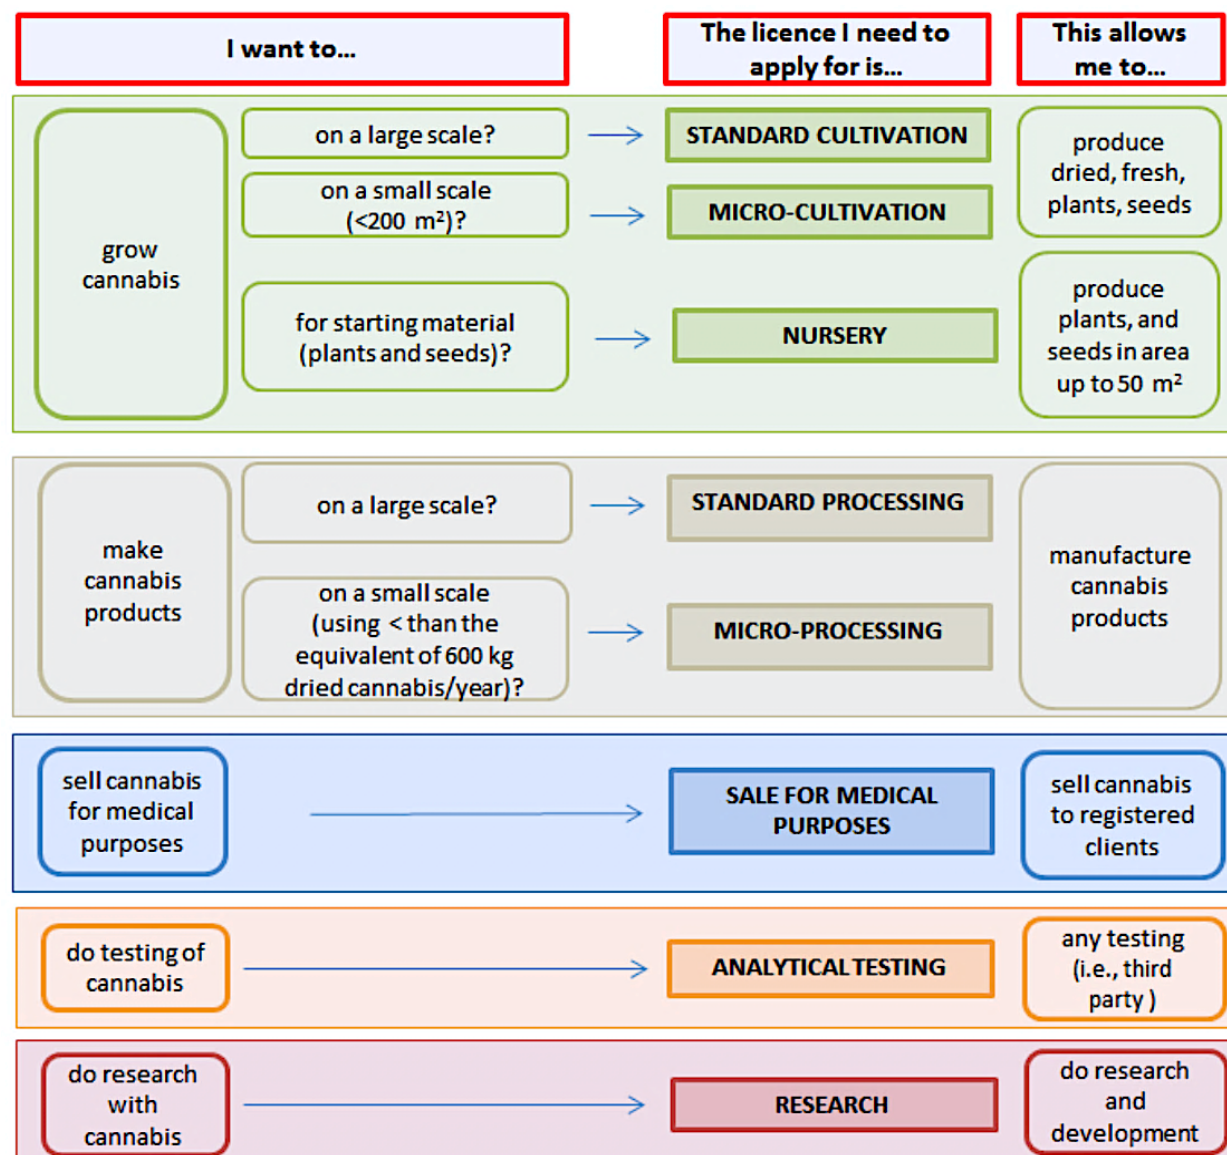 I want to...
The licence I need to
apply for is...
This allows
me to...
grow
cannabis
on a large scale?
STANDARD CULTIVATION
on a small scale
(<200 m²)?
MICRO-CULTIVATION
produce
dried, fresh,
plants, seeds
for starting material
(plants and seeds)?
NURSERY
produce
plants, and
seeds in area
up to 50 m²
make
cannabis
products
on a large scale?
STANDARD PROCESSING
on a small scale
(using < than the
equivalent of 600 kg
dried cannabis/year)?
MICRO-PROCESSING
manufacture
cannabis
products
sell cannabis
for medical
purposes
SALE FOR MEDICAL
PURPOSES
sell cannabis
to registered
clients
do testing of
cannabis
ANALYTICAL TESTING
any testing
(i.e., third
party )
do research
with
cannabis
RESEARCH
do research
and
development